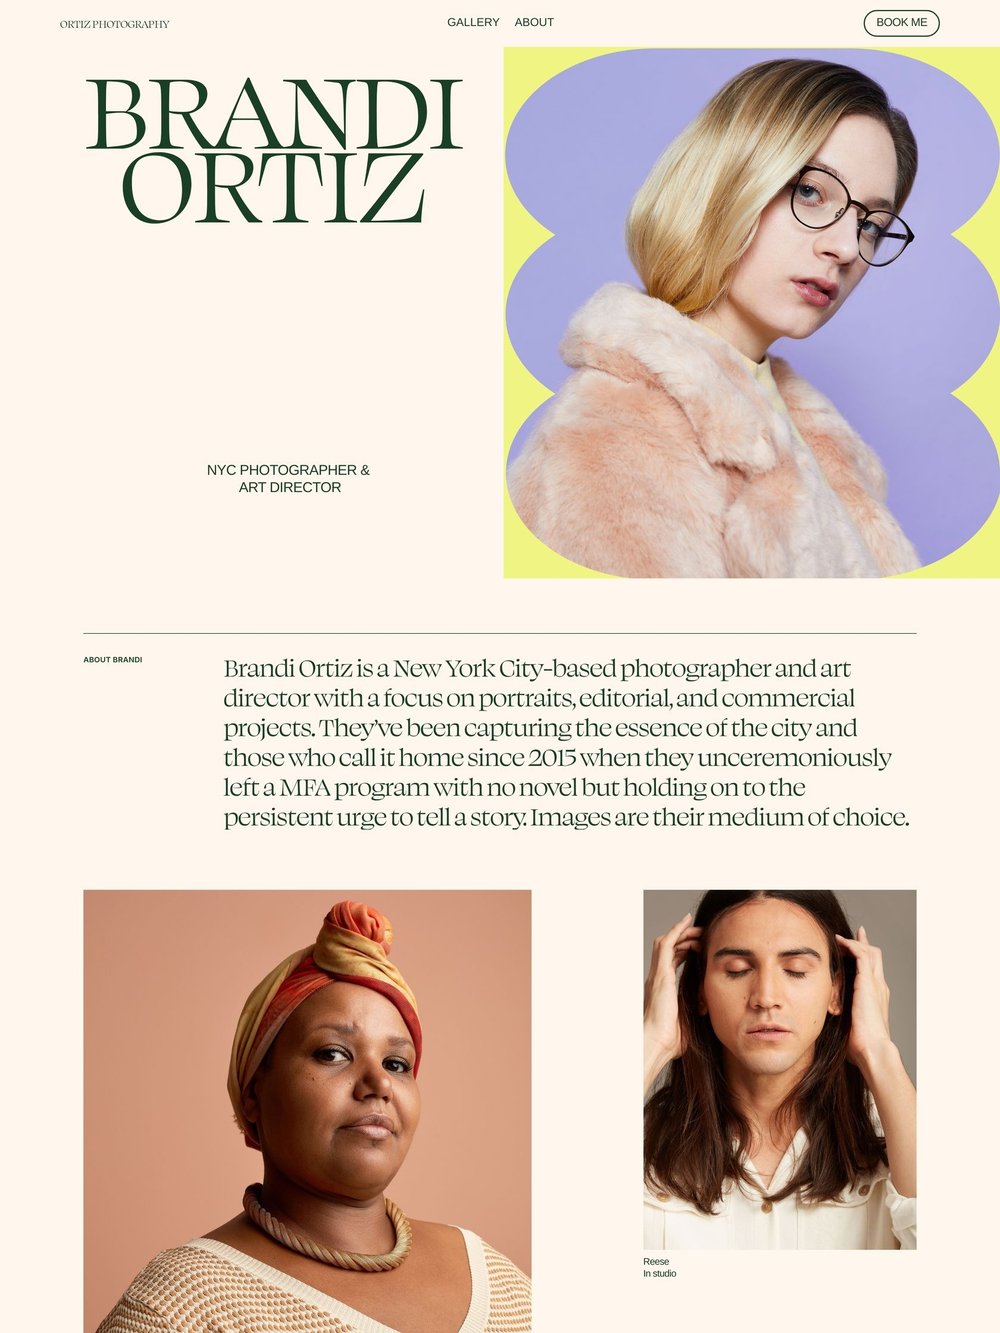 ORTIZ PHOTOGRAPHY
GALLERY ABOUT
BOOK ME
BRANDI
ORTIZ
NYC PHOTOGRAPHER &
ART DIRECTOR
ABOUT BRANDI
Brandi Ortiz is a New York City-based photographer and art
director with a focus on portraits, editorial, and commercial
projects. They've been capturing the essence of the city and
those who call it home since 2015 when they unceremoniously
left a MFA program with no novel but holding on to the
persistent urge to tell a story. Images are their medium of choice.
Reese
In studio